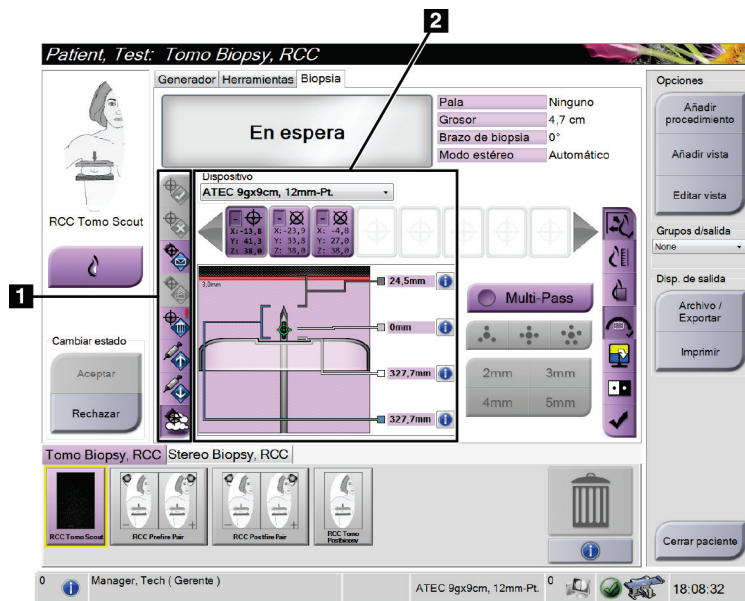 2
Patient, Test: Tomo Biopsy, RCC
Generador Herramientas Biopsia
En espera
Pala Ninguno
Grosor 4,7 cm
Brazo de biopsia 0°
Modo estéreo Automático
Opciones
Añadir procedimiento
Añadir vista
Editar vista
Grupos d/salida
None
Disp. de salida
Archivo / Exportar
Imprimir
Cerrar paciente
RCC Tomo Scout
Cambiar estado
Aceptar
Rechazar
1
Dispositivo
ATEC 9gx9cm, 12mm-Pt.
X:-13,8
Y: 41,3
Z: 38,0
X:-23,9
Y: 33,8
Z: 38,0
X: -4,8
Y: 27,0
Z: 38,0
3,0mm
24,5mm
0mm
327,7mm
327,7mm
Multi-Pass
2mm 3mm
4mm 5mm
Tomo Biopsy, RCC Stereo Biopsy, RCC
RCC Tomo Scout
RCC Prefire Pair
RCC Postfire Pair
RCC Tomo Postbiopsy
0 Manager, Tech ( Gerente ) ATEC 9gx9cm, 12mm-Pt. 0 18:08:32